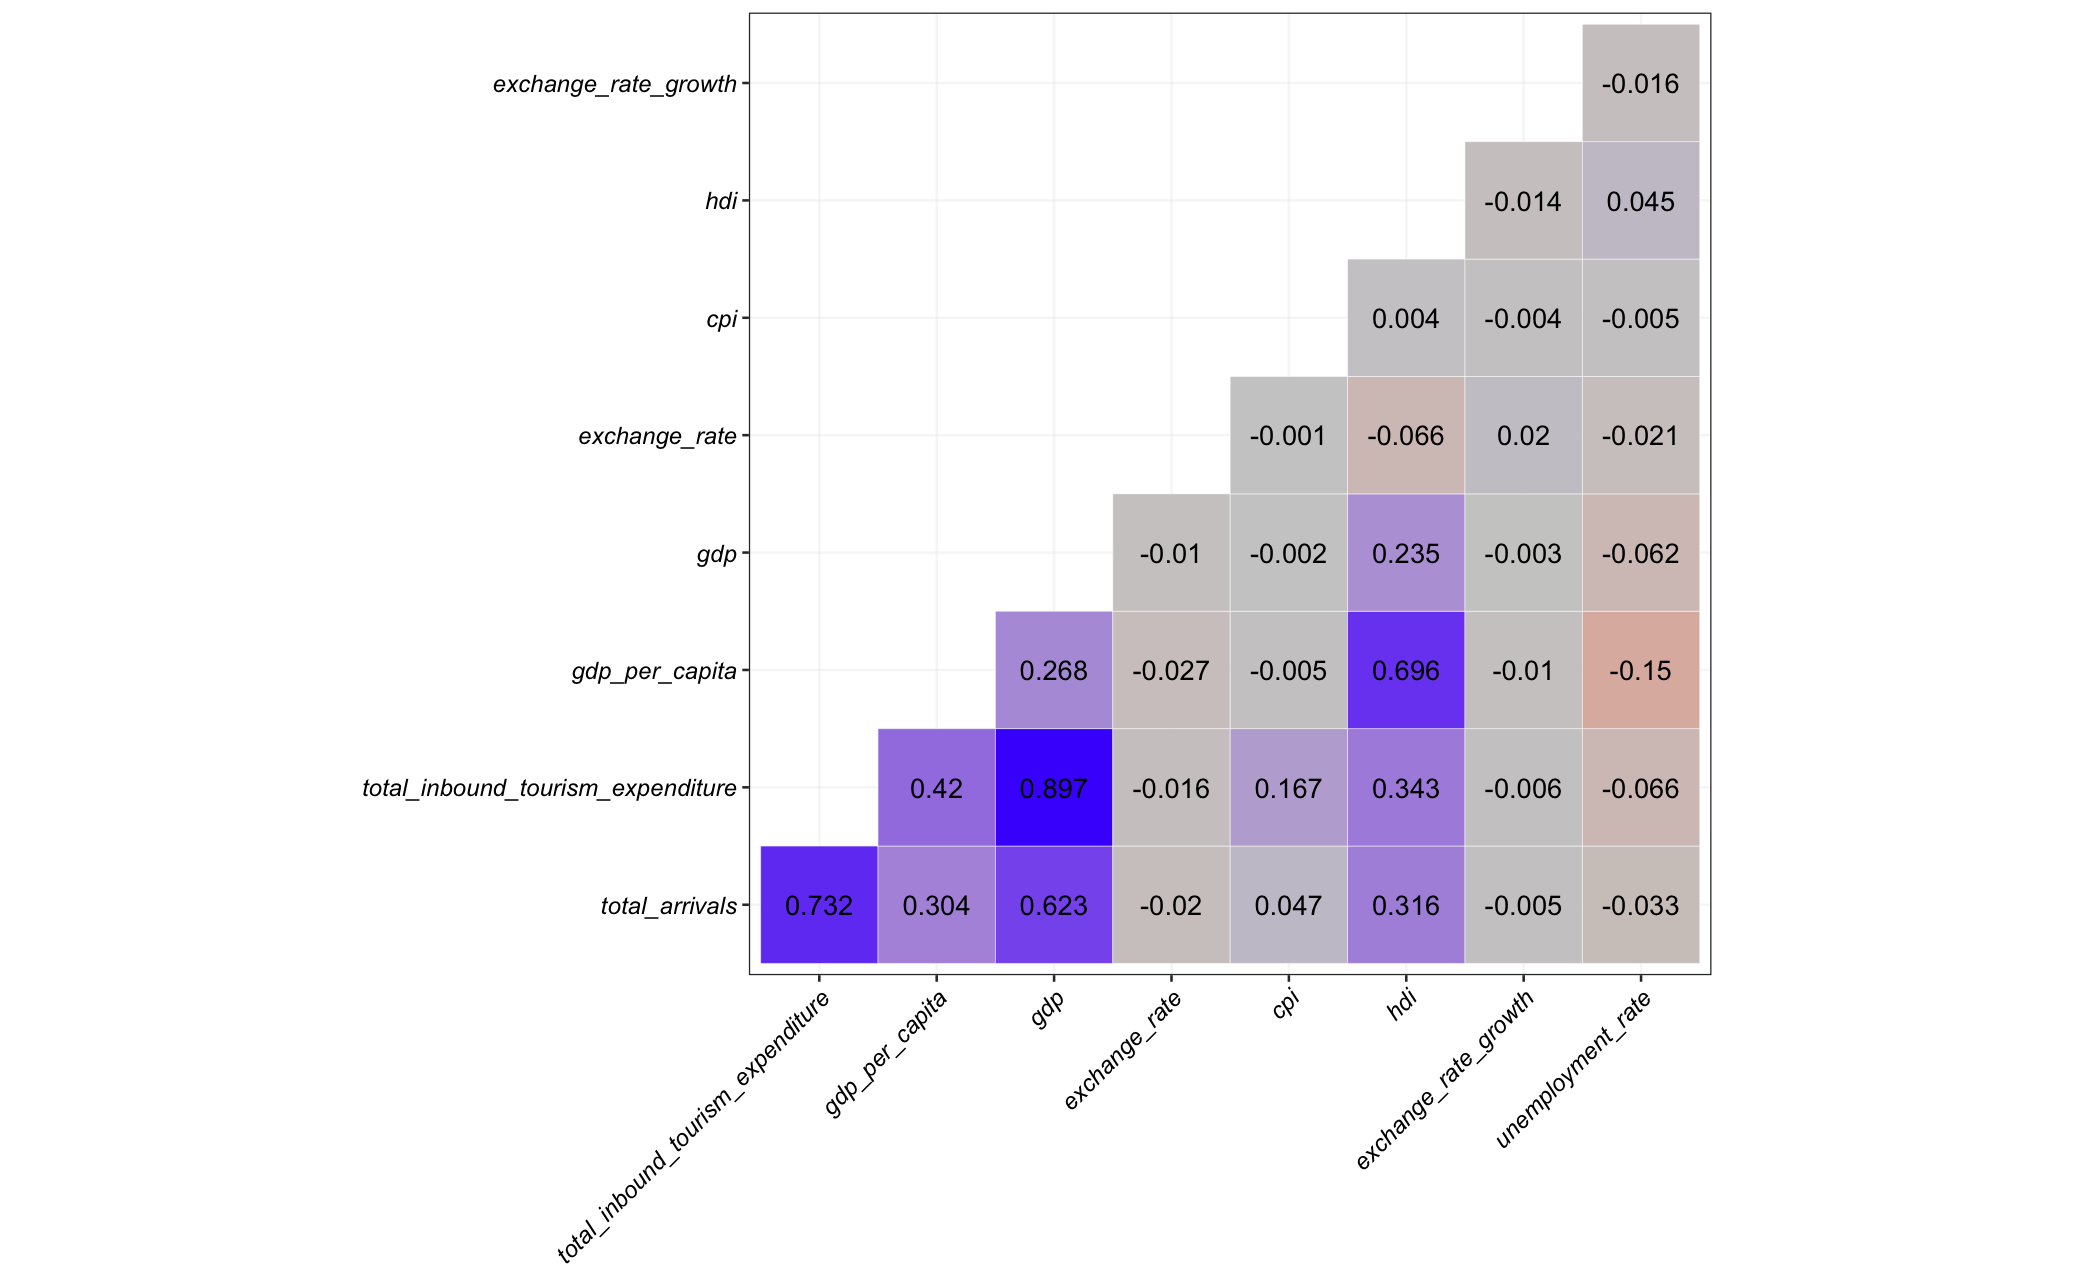 exchange_rate_growth -0.016
hdi -0.014 0.045
cpi 0.004 -0.004 -0.005
exchange_rate -0.001 -0.066 0.02 -0.021
gdp -0.01 -0.002 0.235 -0.003 -0.062
gdp_per_capita 0.268 -0.027 -0.005 0.696 -0.01 -0.15
total_inbound_tourism_expenditure 0.42 0.897 -0.016 0.167 0.343 -0.006 -0.066
total_arrivals 0.732 0.304 0.623 -0.02 0.047 0.316 -0.005 -0.033
total_inbound_tourism_expenditure
gdp_per_capita
gdp
exchange_rate
cpi
hdi
exchange_rate_growth
unemployment_rate